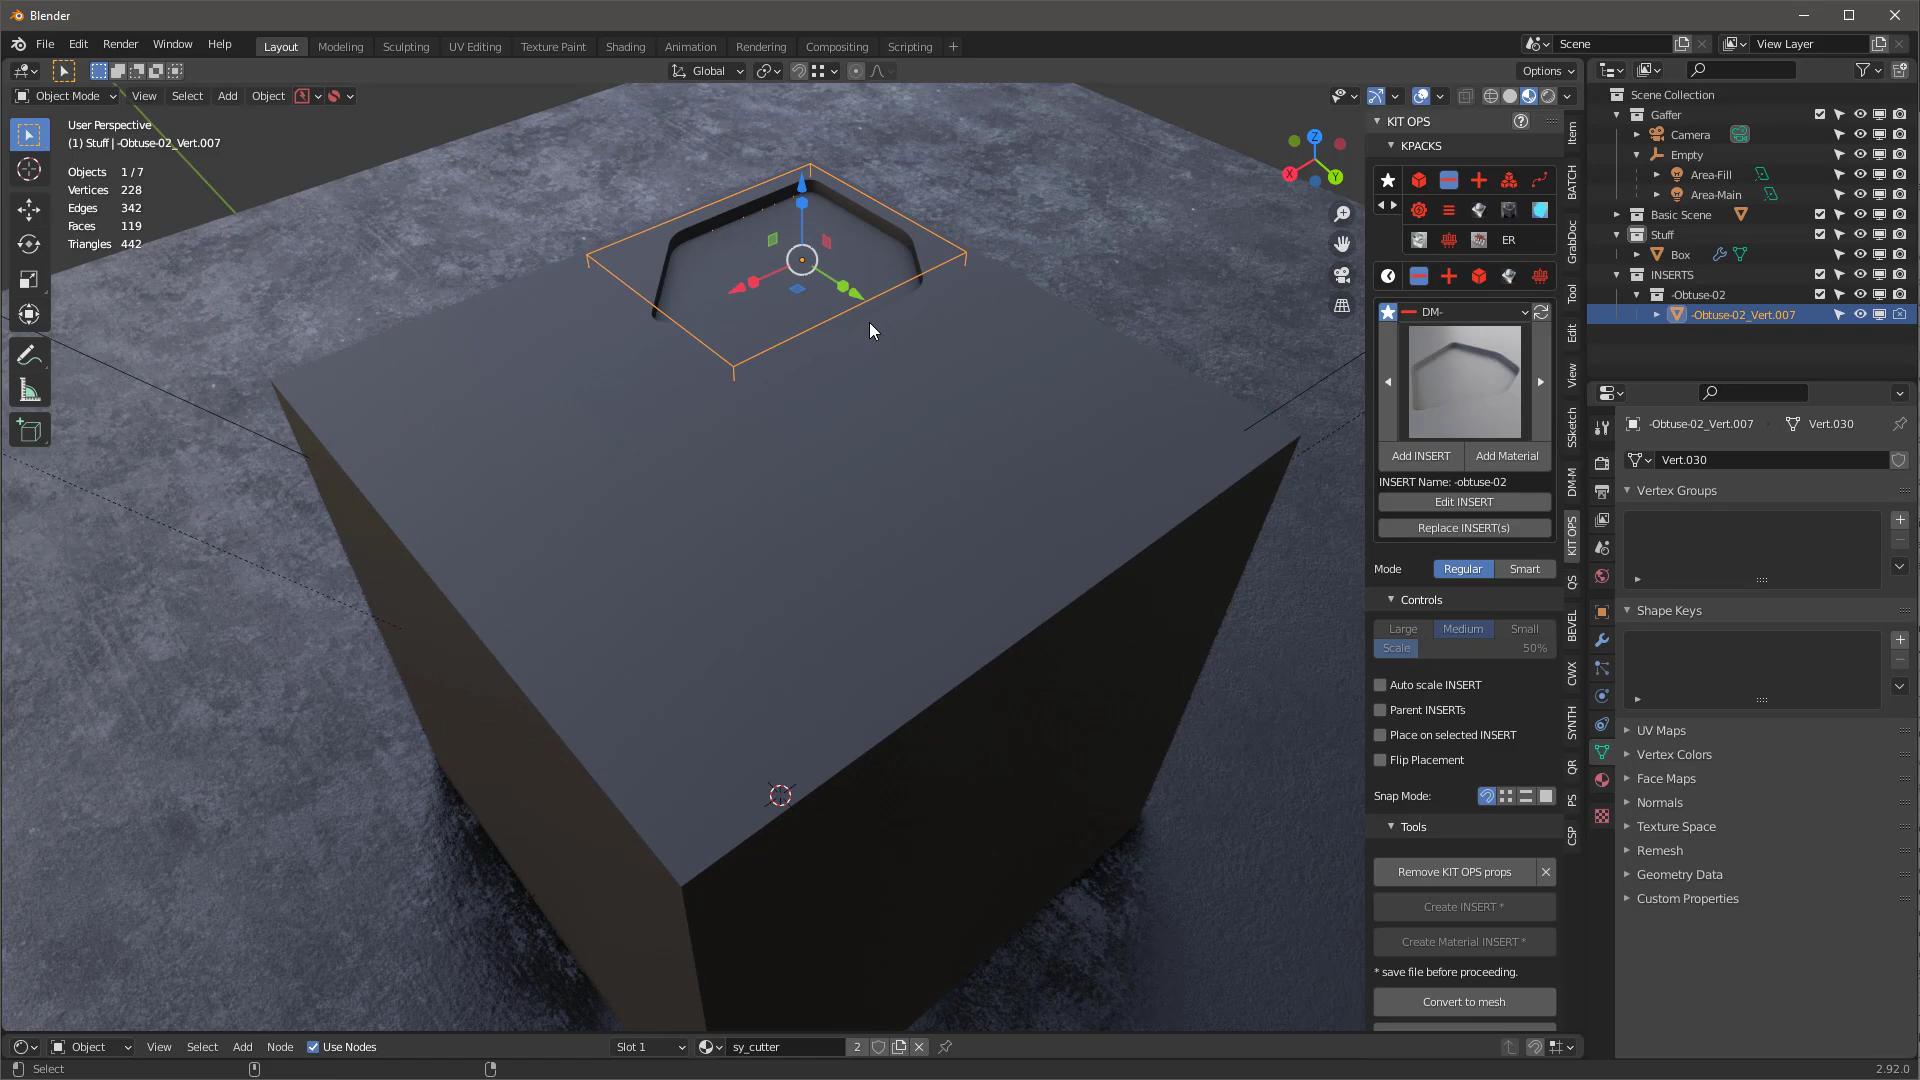 Blender
File Edit Render Window Help
Layout Modeling Sculpting UV Editing Texture Paint Shading Animation Rendering Compositing Scripting +
Scene
View Layer
Global
Options
Object Mode View Select Add Object
User Perspective
(1) Stuff | -Obtuse-02_Vert.007
Objects 1 / 7
Vertices 228
Edges 342
Faces 119
Triangles 442
Z
X
Y
KIT OPS
KPACKS
ER
DM-
Add INSERT Add Material
INSERT Name: -obtuse-02
Edit INSERT
Replace INSERT(s)
Mode Regular Smart
Controls
Large Medium Small
Scale 50%
Auto scale INSERT
Parent INSERTs
Place on selected INSERT
Flip Placement
Snap Mode:
Tools
Remove KIT OPS props
Create INSERT *
Create Material INSERT *
* save file before proceeding.
Convert to mesh
Item
BATCH
GrabDoc
Tool
Edit
View
SSketch
DM-M
KIT OPS
QS
BEVEL
CWX
SYNTH
QR
PS
CSP
Scene Collection
Gaffer
Camera
Empty
Area-Fill
Area-Main
Basic Scene
Stuff
Box
INSERTS
-Obtuse-02
-Obtuse-02_Vert.007
-Obtuse-02_Vert.007 Vert.030
Vert.030
Vertex Groups
Shape Keys
UV Maps
Vertex Colors
Face Maps
Normals
Texture Space
Remesh
Geometry Data
Custom Properties
Object View Select Add Node Use Nodes
Slot 1
sy_cutter
2
Select
2.92.0